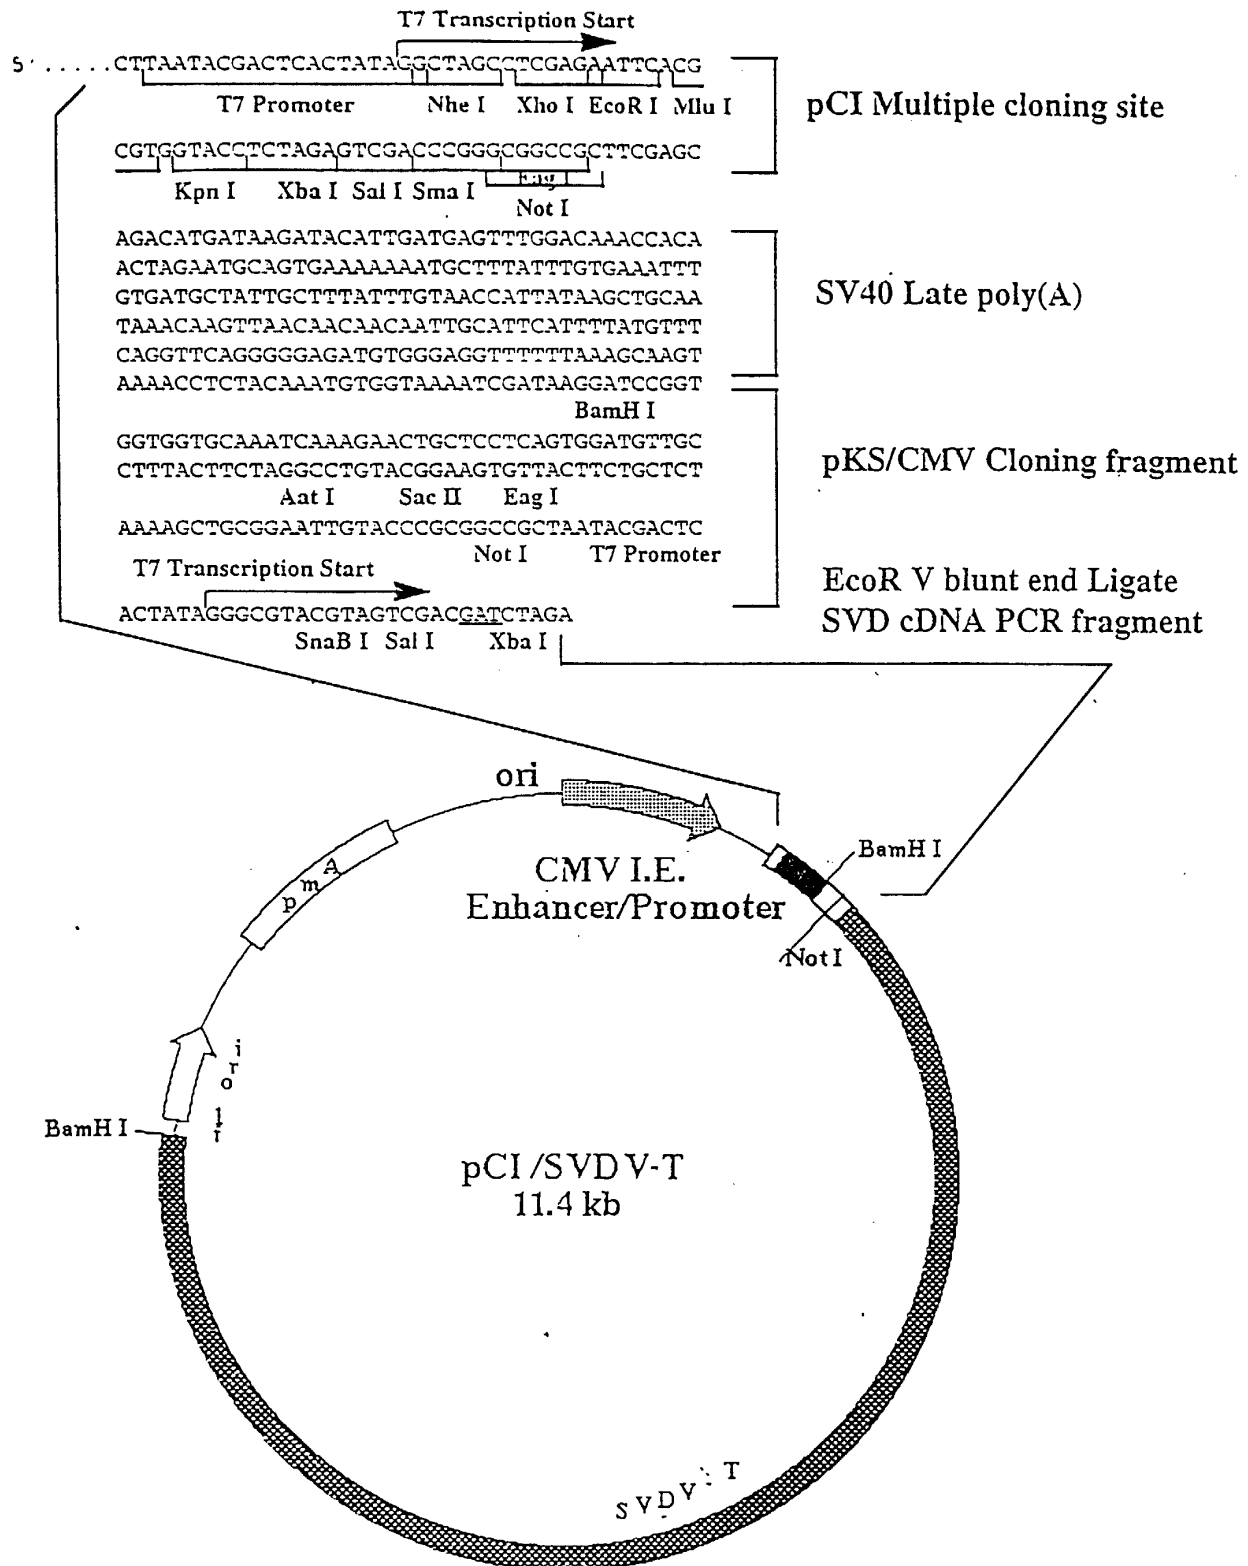 T7 Transcription Start
5'.....CTTAATACGACTCACTATAGGCTAGCCTCGAGAATTCACG
T7 Promoter Nhe I Xho I EcoR I Mlu I
pCI Multiple cloning site
CGTGGTACCTCTAGAGTCGACCCGGGCGGCCGCTTCGAGC
Kpn I Xba I Sal I Sma I Eag I
Not I
AGACATGATAAGATACATTGATGAGTTTGGACAAACCACA
ACTAGAATGCAGTGAAAAAAATGCTTTATTTGTGAAATTT
GTGATGCTATTGCTTTATTTGTAACCATTATAAGCTGCAA
SV40 Late poly(A)
TAAACAAGTTAACAACAACAATTGCATTCATTTTATGTTT
CAGGTTCAGGGGGAGATGTGGGAGGTTTTTTAAAGCAAGT
AAAACCTCTACAAATGTGGTAAAATCGATAAGGATCCGGT
BamH I
GGTGGTGCAAATCAAAGAACTGCTCCTCAGTGGATGTTGC
pKS/CMV Cloning fragment
CTTTACTTCTAGGCCTGTACGGAAGTGTTACTTCTGCTCT
Aat I Sac II Eag I
AAAAGCTGCGGAATTGTACCCGCGGCCGCTAATACGACTC
Not I T7 Promoter
T7 Transcription Start
EcoR V blunt end Ligate
ACTATAGGGCGTACGTAGTCGACGATCTAGA
SVD cDNA PCR fragment
SnaB I Sal I Xba I
ori
BamH I
CMV I.E.
Enhancer/Promoter
Not I
pmA
ori
f1
BamH I
pCI/SVDV-T
11.4 kb
SVDV-T